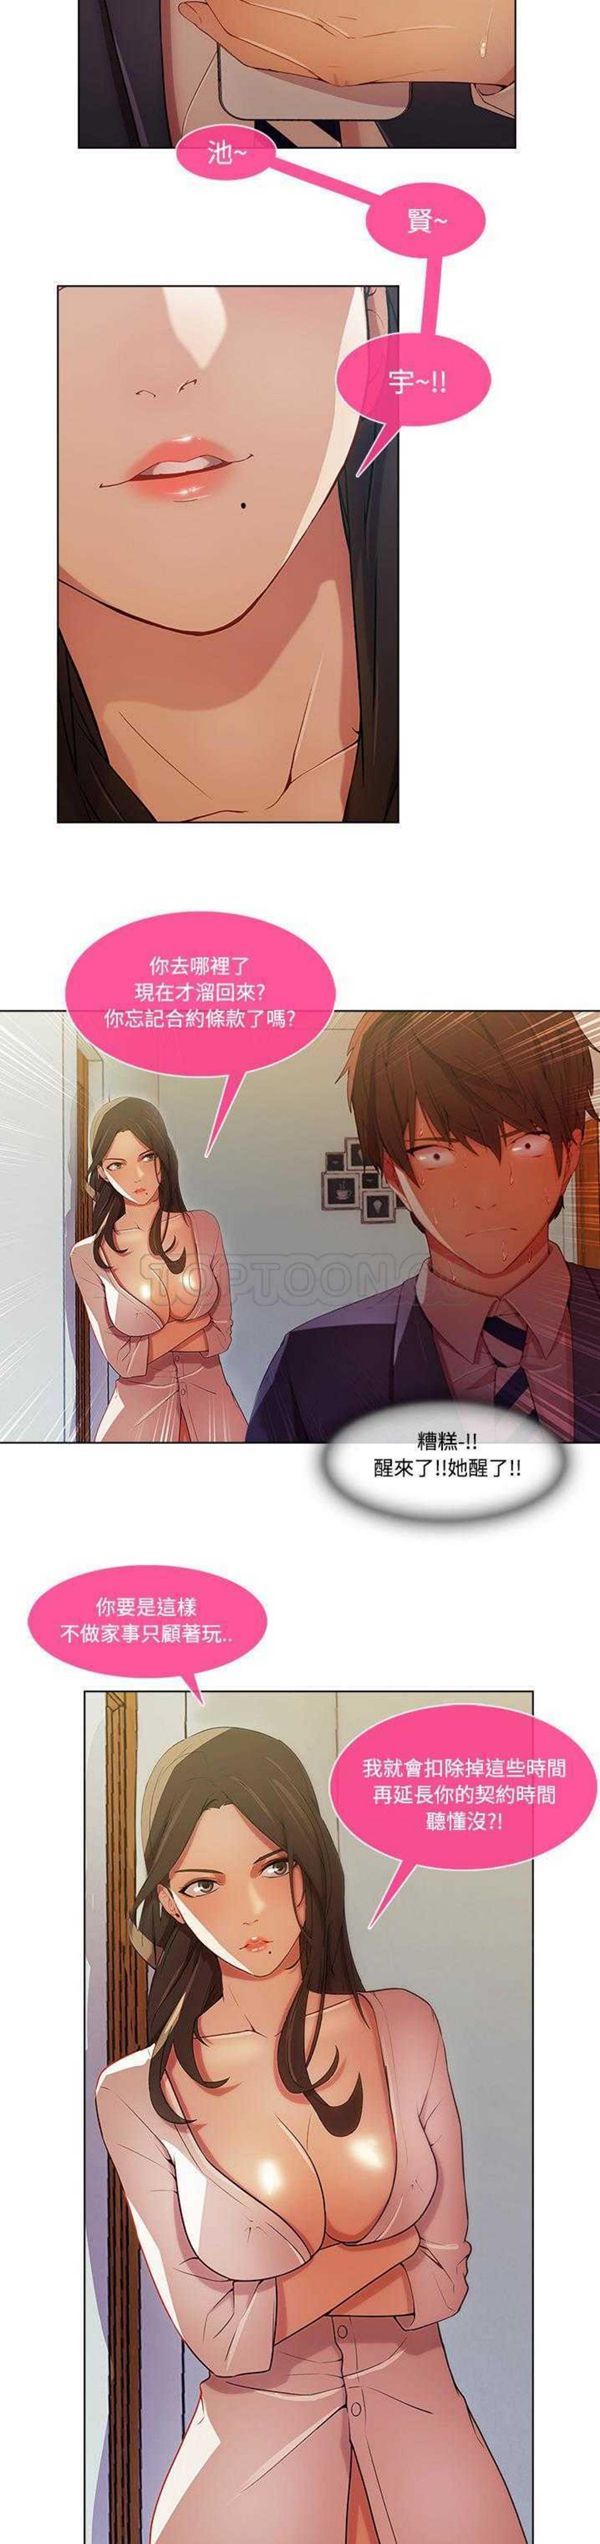 池~
賢~
宇~!!
你去哪裡了
現在才溜回來?
你忘記合約條款了嗎?
TOPTOON
糟糕-!!
醒來了!!她醒了!!
你要是這樣
不做家事只顧著玩..
我就會扣除掉這些時間
再延長你的契約時間
聽懂沒?!